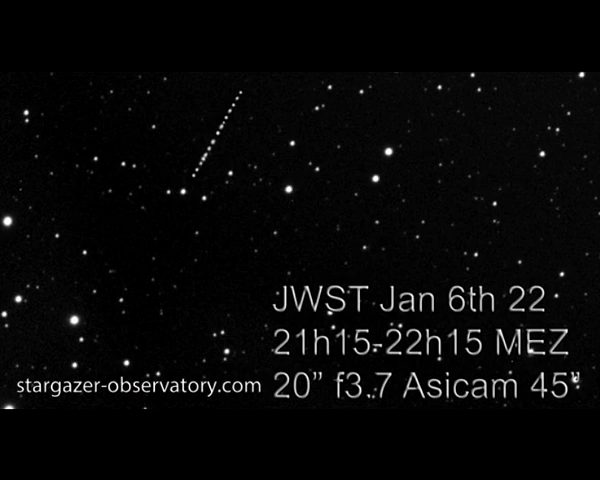 JWST Jan 6th 22
21h15-22h15 MEZ
stargazer-observatory.com
20” f3.7 Asicam 45”